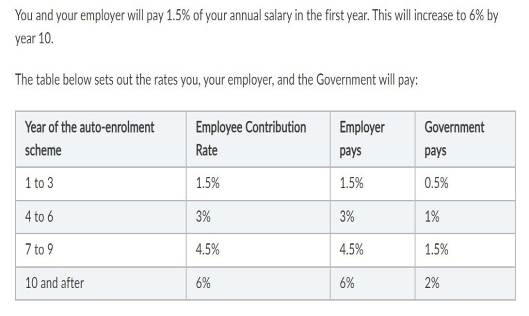 You and your employer will pay 1.5% of your annual salary in the first year. This will increase to 6% by
year 10.
The table below sets out the rates you, your employer, and the Government will pay:
Year of the auto-enrolment scheme Employee Contribution Rate Employer pays Government pays
1 to 3 1.5% 1.5% 0.5%
4 to 6 3% 3% 1%
7 to 9 4.5% 4.5% 1.5%
10 and after 6% 6% 2%